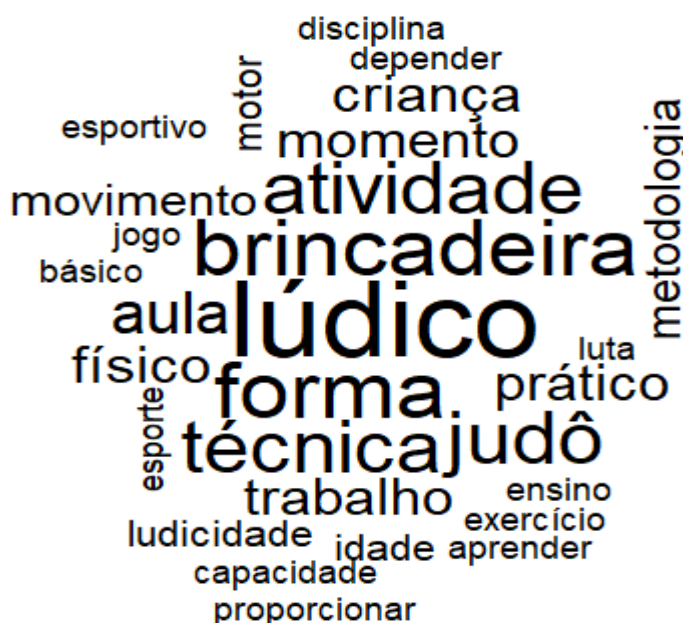 disciplina
depender
motor
criança
esportivo
momento
metodologia
movimento
atividade
jogo
brincadeira
básico
lúdico
aula
luta
físico
forma
prático
esporte
técnica
judô
trabalho
ensino
ludicidade
exercício
idade
aprender
capacidade
proporcionar